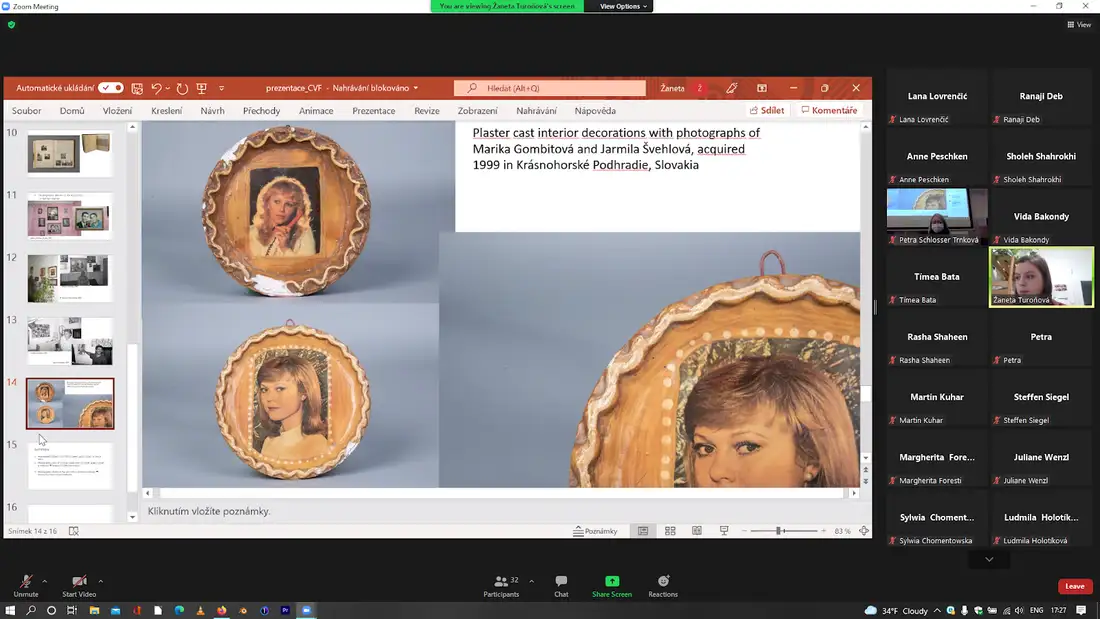 Zoom Meeting
You are viewing Žaneta Turoňová's screen
View Options
View
Automatické ukládání
prezentace_CVF - Nahrávání blokováno
Hledat (Alt+Q)
Žaneta
Soubor Domů Vložení Kreslení Návrh Přechody Animace Prezentace Revize Zobrazení Nahrávání Nápověda
Sdílet
Komentáře
10
11
12
13
14
15
16
Plaster cast interior decorations with photographs of
Marika Gombitová and Jarmila Švehlová, acquired
1999 in Krásnohorské Podhradie, Slovakia
Kliknutím vložíte poznámky.
Snímek 14 z 16
Poznámky
83 %
Lana Lovrenčić
Lana Lovrenčić
Ranaji Deb
Ranaji Deb
Anne Peschken
Anne Peschken
Sholeh Shahrokhi
Sholeh Shahrokhi
Petra Schlosser Trnková
Vida Bakondy
Vida Bakondy
Tímea Bata
Tímea Bata
Žaneta Turoňová
Rasha Shaheen
Rasha Shaheen
Petra
Petra
Martin Kuhar
Martin Kuhar
Steffen Siegel
Steffen Siegel
Margherita Fore...
Margherita Foresti
Juliane Wenzl
Juliane Wenzl
Sylwia Choment...
Sylwia Chomentowska
Ludmila Holotík...
Ludmila Holotíková
Unmute
Start Video
32
Participants
Chat
Share Screen
Reactions
Leave
34°F Cloudy
ENG
17:27